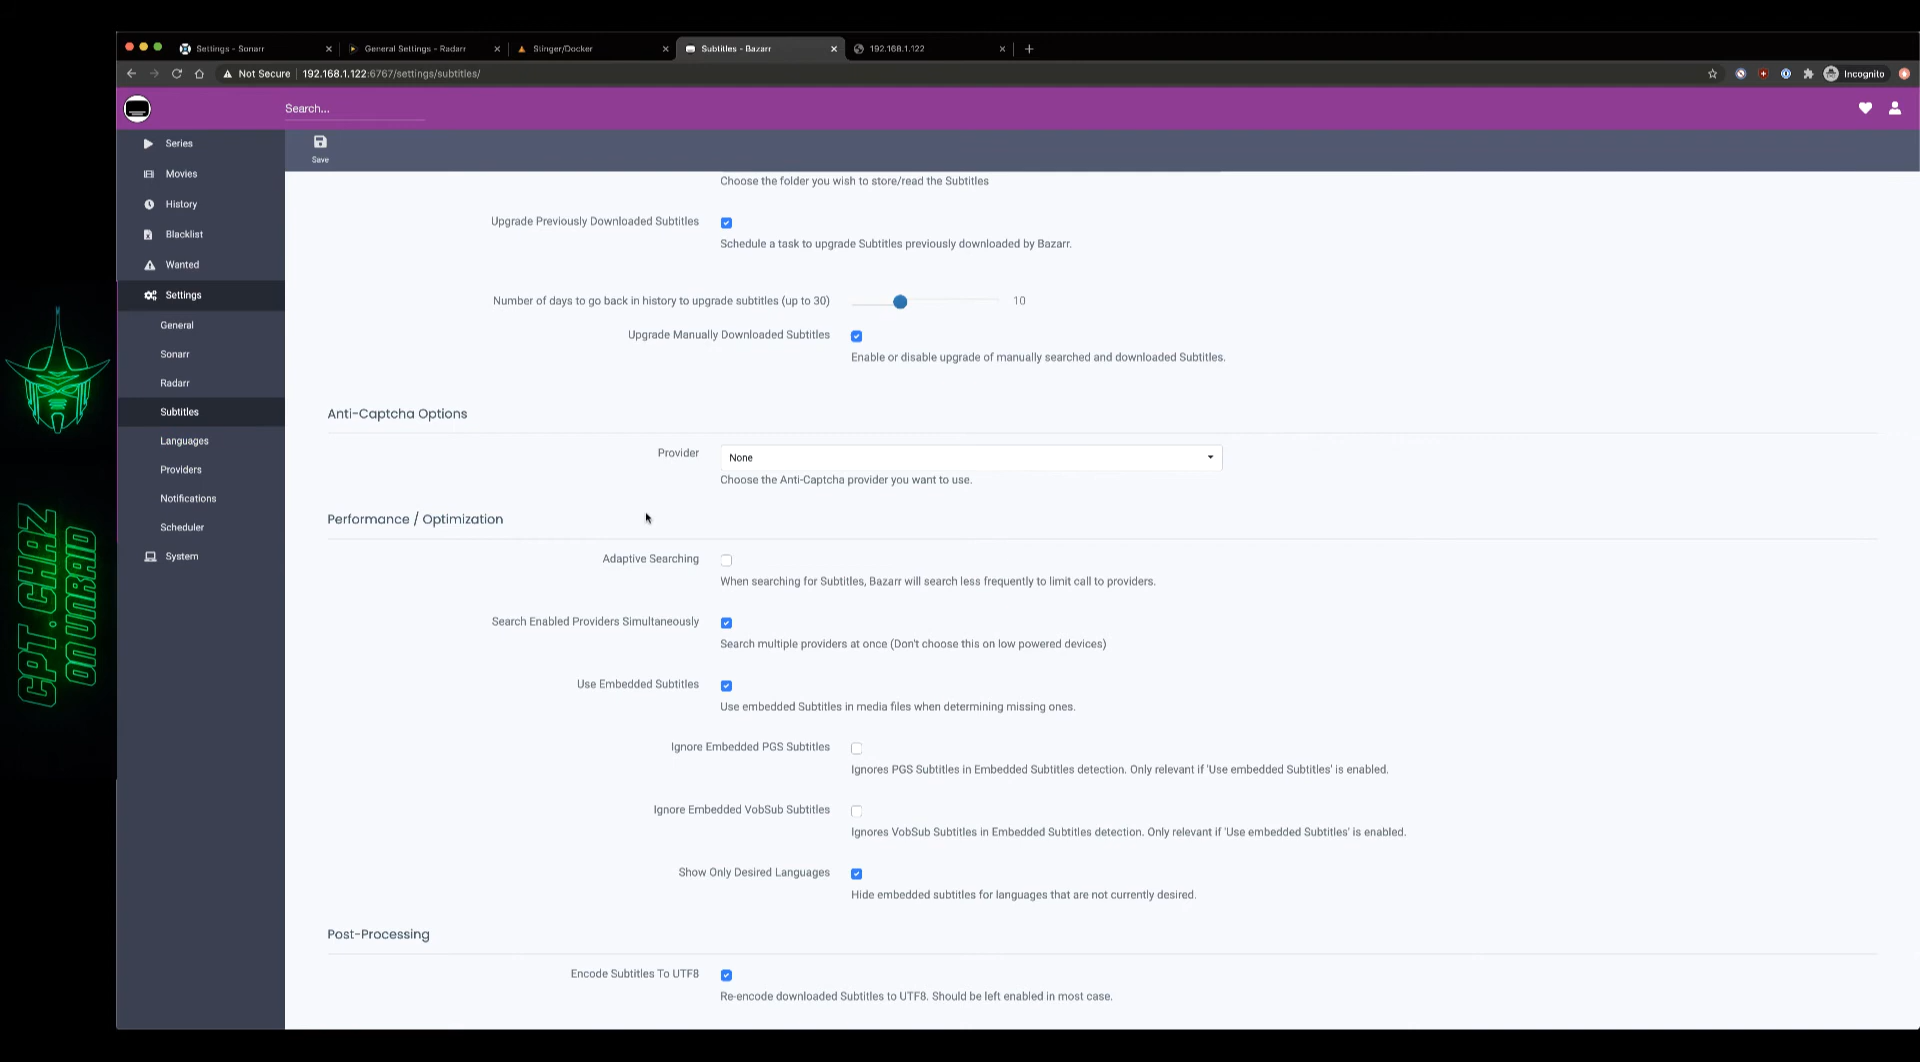 Settings - Sonarr
General Settings - Radarr
Stinger/Docker
Subtitles - Bazarr
192.168.1.122
Not Secure
192.168.1.122:6767/settings/subtitles/
Incognito
Search...
Save
Series
Movies
History
Blacklist
Wanted
Settings
General
Sonarr
Radarr
Subtitles
Languages
Providers
Notifications
Scheduler
System
Choose the folder you wish to store/read the Subtitles
Upgrade Previously Downloaded Subtitles
Schedule a task to upgrade Subtitles previously downloaded by Bazarr.
Number of days to go back in history to upgrade subtitles (up to 30)
10
Upgrade Manually Downloaded Subtitles
Enable or disable upgrade of manually searched and downloaded Subtitles.
Anti-Captcha Options
Provider
None
Choose the Anti-Captcha provider you want to use.
Performance / Optimization
Adaptive Searching
When searching for Subtitles, Bazarr will search less frequently to limit call to providers.
Search Enabled Providers Simultaneously
Search multiple providers at once (Don't choose this on low powered devices)
Use Embedded Subtitles
Use embedded Subtitles in media files when determining missing ones.
Ignore Embedded PGS Subtitles
Ignores PGS Subtitles in Embedded Subtitles detection. Only relevant if 'Use embedded Subtitles' is enabled.
Ignore Embedded VobSub Subtitles
Ignores VobSub Subtitles in Embedded Subtitles detection. Only relevant if 'Use embedded Subtitles' is enabled.
Show Only Desired Languages
Hide embedded subtitles for languages that are not currently desired.
Post-Processing
Encode Subtitles To UTF8
Re-encode downloaded Subtitles to UTF8. Should be left enabled in most case.
CPT.CHAZ
ON UNRAID